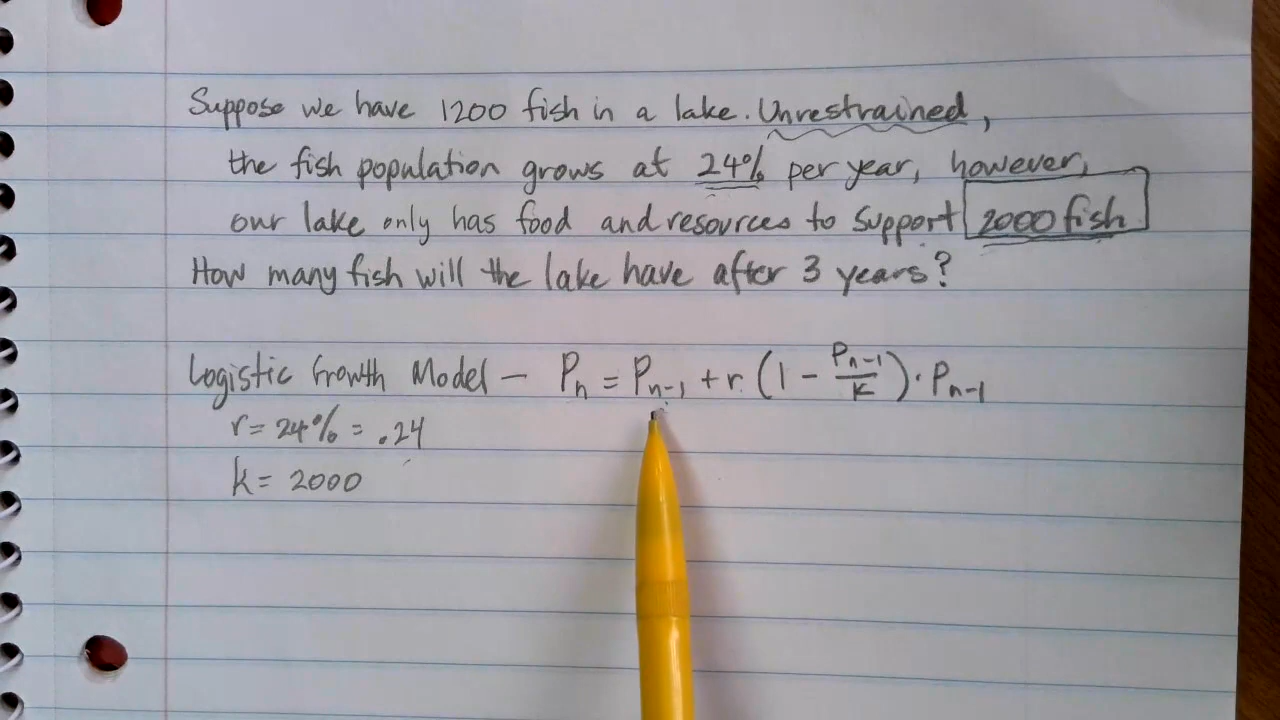 Suppose we have 1200 fish in a lake. Unrestrained,
the fish population grows at 24% per year, however,
our lake only has food and resources to support 2000 fish
How many fish will the lake have after 3 years?
Logistic Growth Model - Pₙ = Pₙ₋₁ + r (1 - Pₙ₋₁/K) · Pₙ₋₁
r = 24% = .24
k = 2000